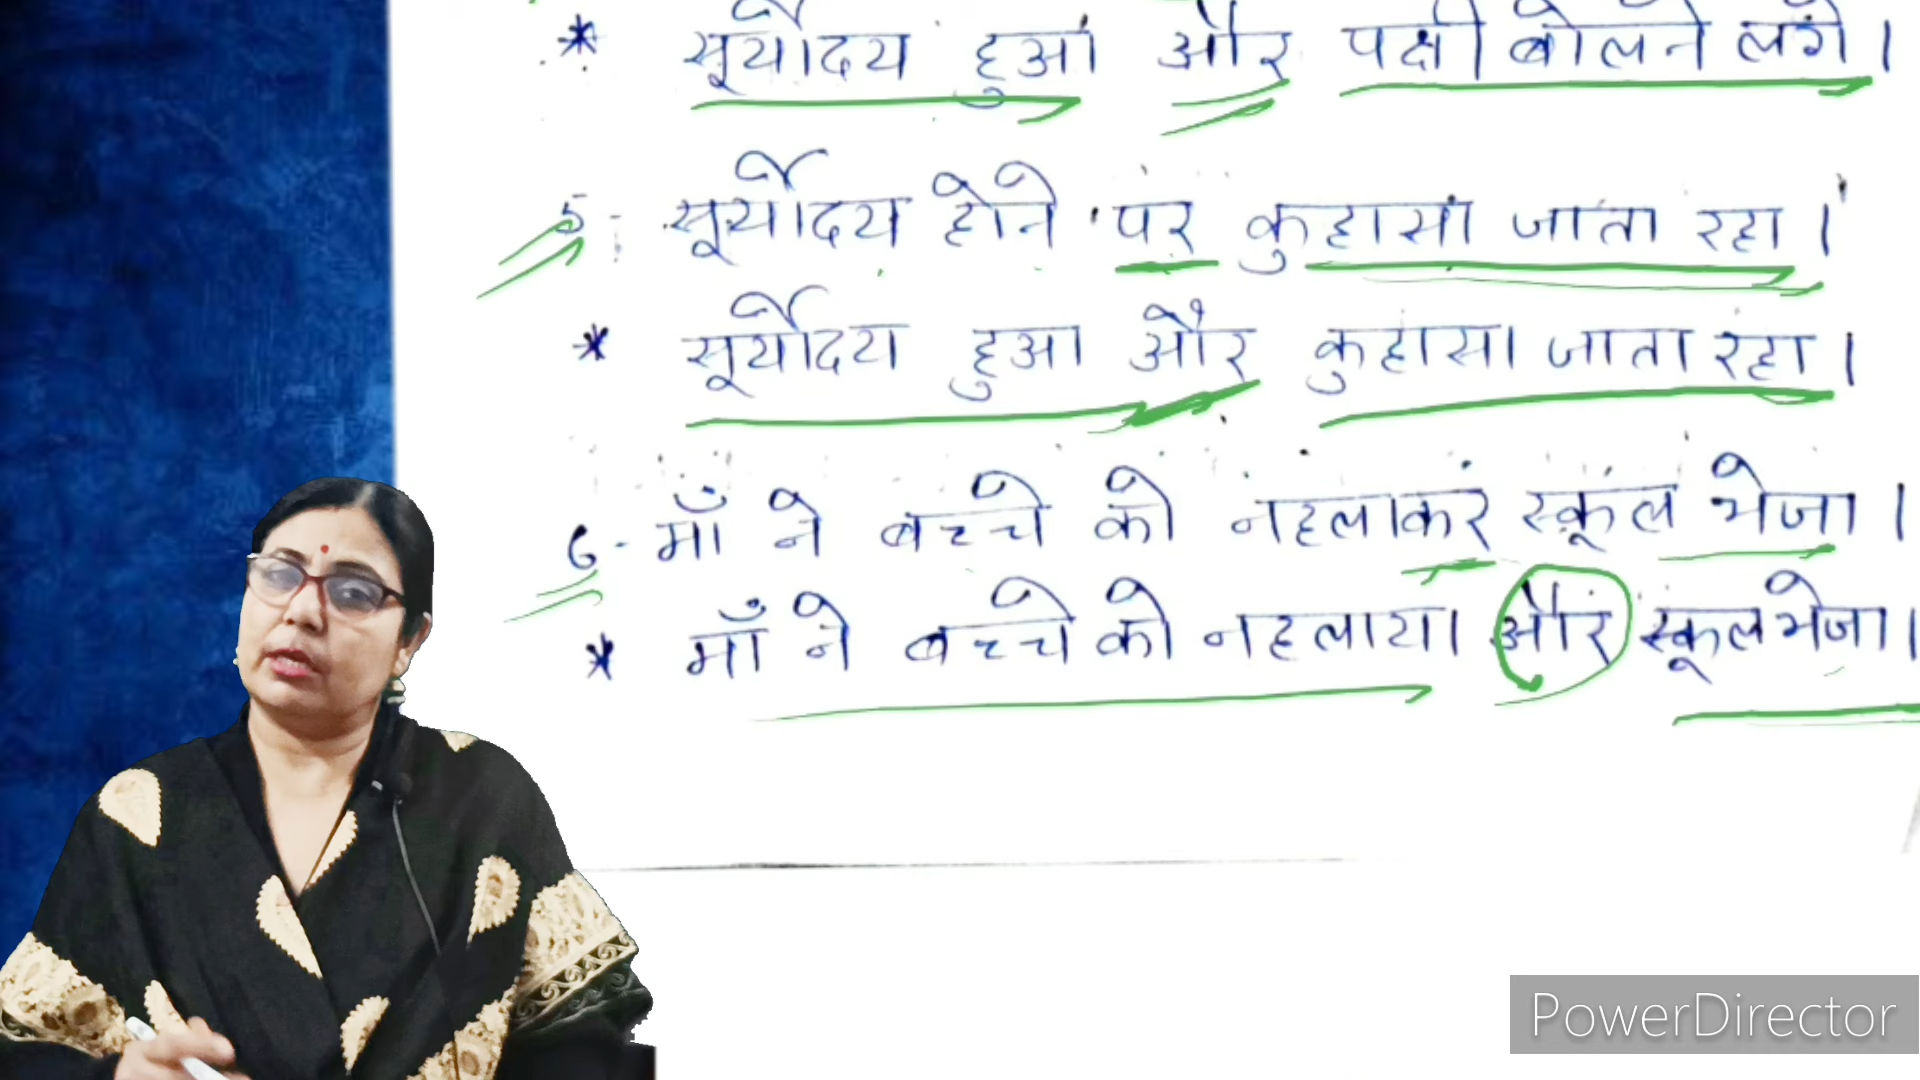 * सूर्योदय हुआ और पक्षी बोलने लगे।
5- सूर्योदय होने पर कुहासा जाता रहा।
* सूर्योदय हुआ और कुहासा जाता रहा।
6- माँ ने बच्चे को नहलाकर स्कूल भेजा।
* माँ ने बच्चे को नहलाया और स्कूल भेजा।
PowerDirector